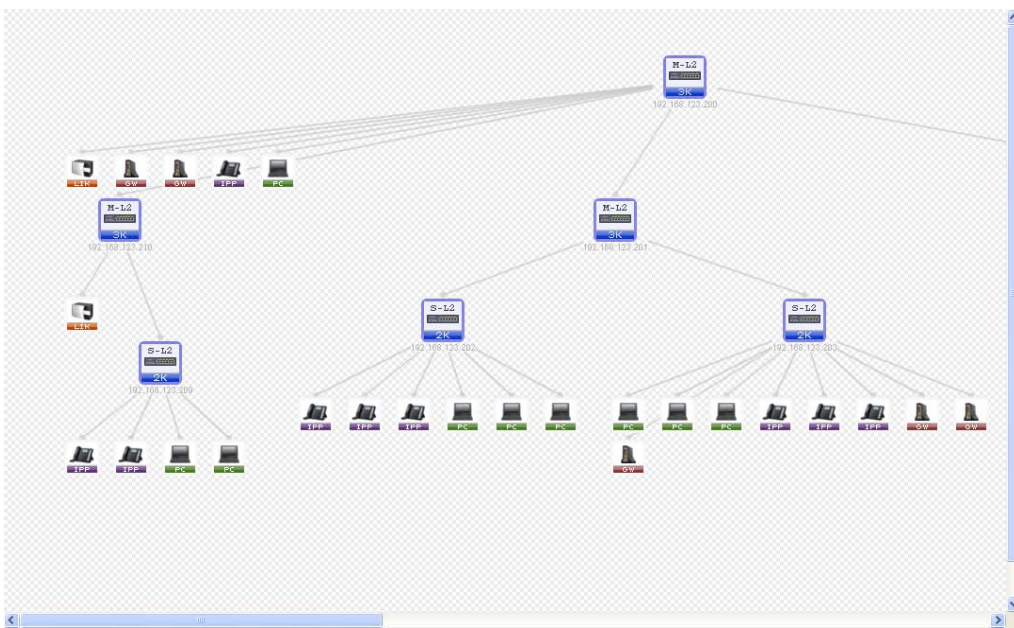 M-L2
3K
192.168.123.200
LIK
GW
GW
IPP
PC
M-L2
3K
192.168.123.210
M-L2
3K
192.168.123.201
LIK
S-L2
2K
192.168.123.202
S-L2
2K
192.168.123.203
S-L2
2K
192.168.123.209
IPP
IPP
IPP
PC
PC
PC
PC
PC
PC
IPP
IPP
IPP
GW
GW
IPP
IPP
PC
PC
GW